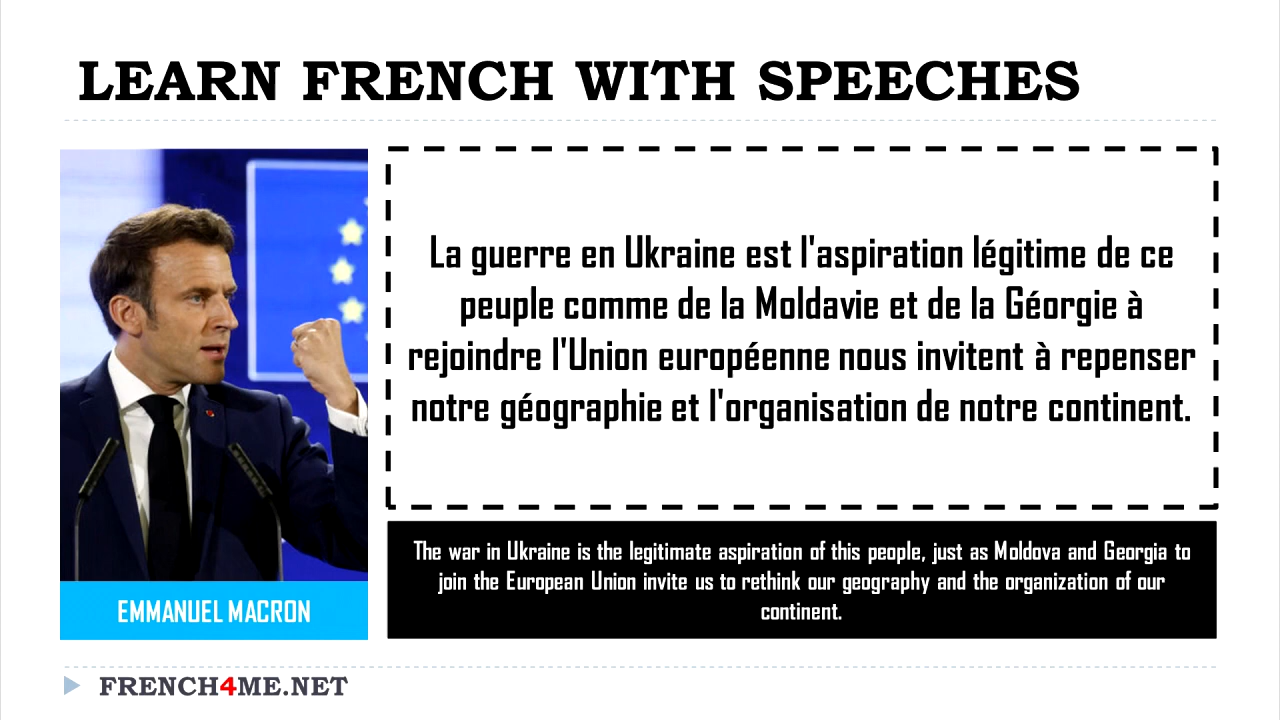 LEARN FRENCH WITH SPEECHES
La guerre en Ukraine est l'aspiration légitime de ce
peuple comme de la Moldavie et de la Géorgie à
rejoindre l'Union européenne nous invitent à repenser
notre géographie et l'organisation de notre continent.
The war in Ukraine is the legitimate aspiration of this people, just as Moldova and Georgia to
join the European Union invite us to rethink our geography and the organization of our
continent.
EMMANUEL MACRON
FRENCH4ME.NET